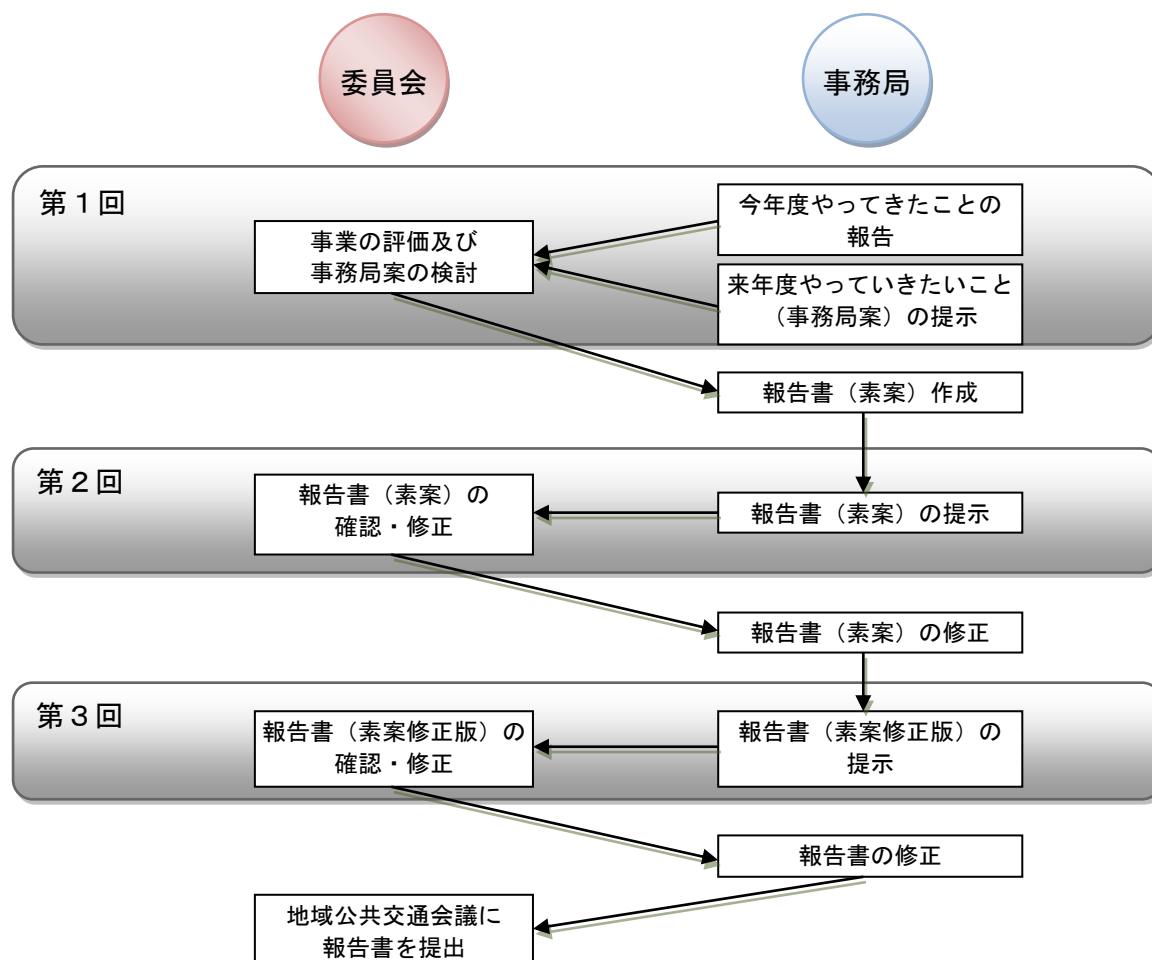 委員会
事務局
第１回
今年度やってきたことの
報告
事業の評価及び
事務局案の検討
来年度やっていきたいこと
（事務局案）の提示
報告書（素案）作成
第２回
報告書（素案）の
確認・修正
報告書（素案）の提示
報告書（素案）の修正
第３回
報告書（素案修正版）の
確認・修正
報告書（素案修正版）の
提示
報告書の修正
地域公共交通会議に
報告書を提出